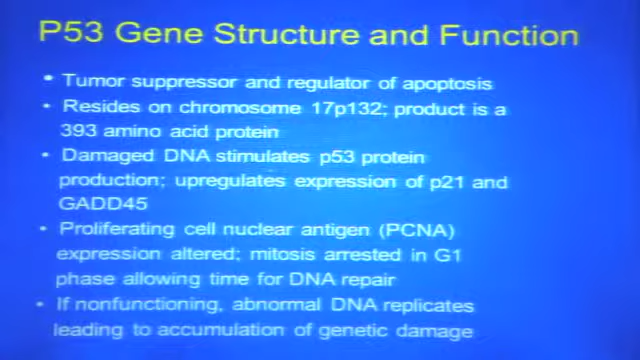 P53 Gene Structure and Function
• Tumor suppressor and regulator of apoptosis
• Resides on chromosome 17p132; product is a
393 amino acid protein
• Damaged DNA stimulates p53 protein
production; upregulates expression of p21 and
GADD45
• Proliferating cell nuclear antigen (PCNA)
expression altered; mitosis arrested in G1
phase allowing time for DNA repair
• If nonfunctioning, abnormal DNA replicates
leading to accumulation of genetic damage